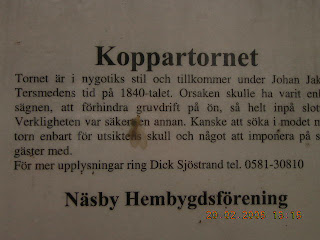 Koppartornet
Tornet är i nygotiks stil och tillkommer under Johan Jak
Tersmedens tid på 1840-talet. Orsaken skulle ha varit enl
sägnen, att förhindra gruvdrift på ön, så helt inpå slott
Verkligheten var säkerligen annan. Kanske att söka i modet m
torn enbart för utsiktens skull och något att imponera på s
gäster med.
För mer upplysningar ring Dick Sjöstrand tel. 0581-30810
Näsby Hembygdsförening